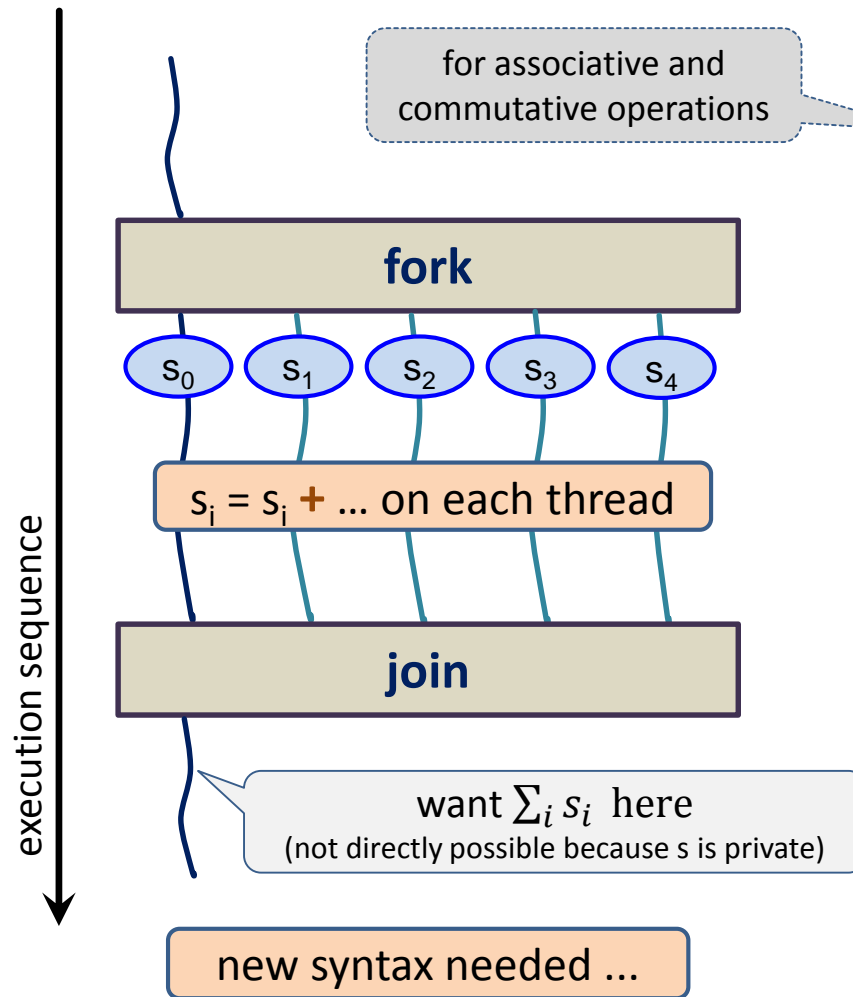 for associative and
commutative operations
fork
s₀ s₁ s₂ s₃ s₄
sᵢ = sᵢ + ... on each thread
execution sequence
join
want ∑ᵢ sᵢ here
(not directly possible because s is private)
new syntax needed ...